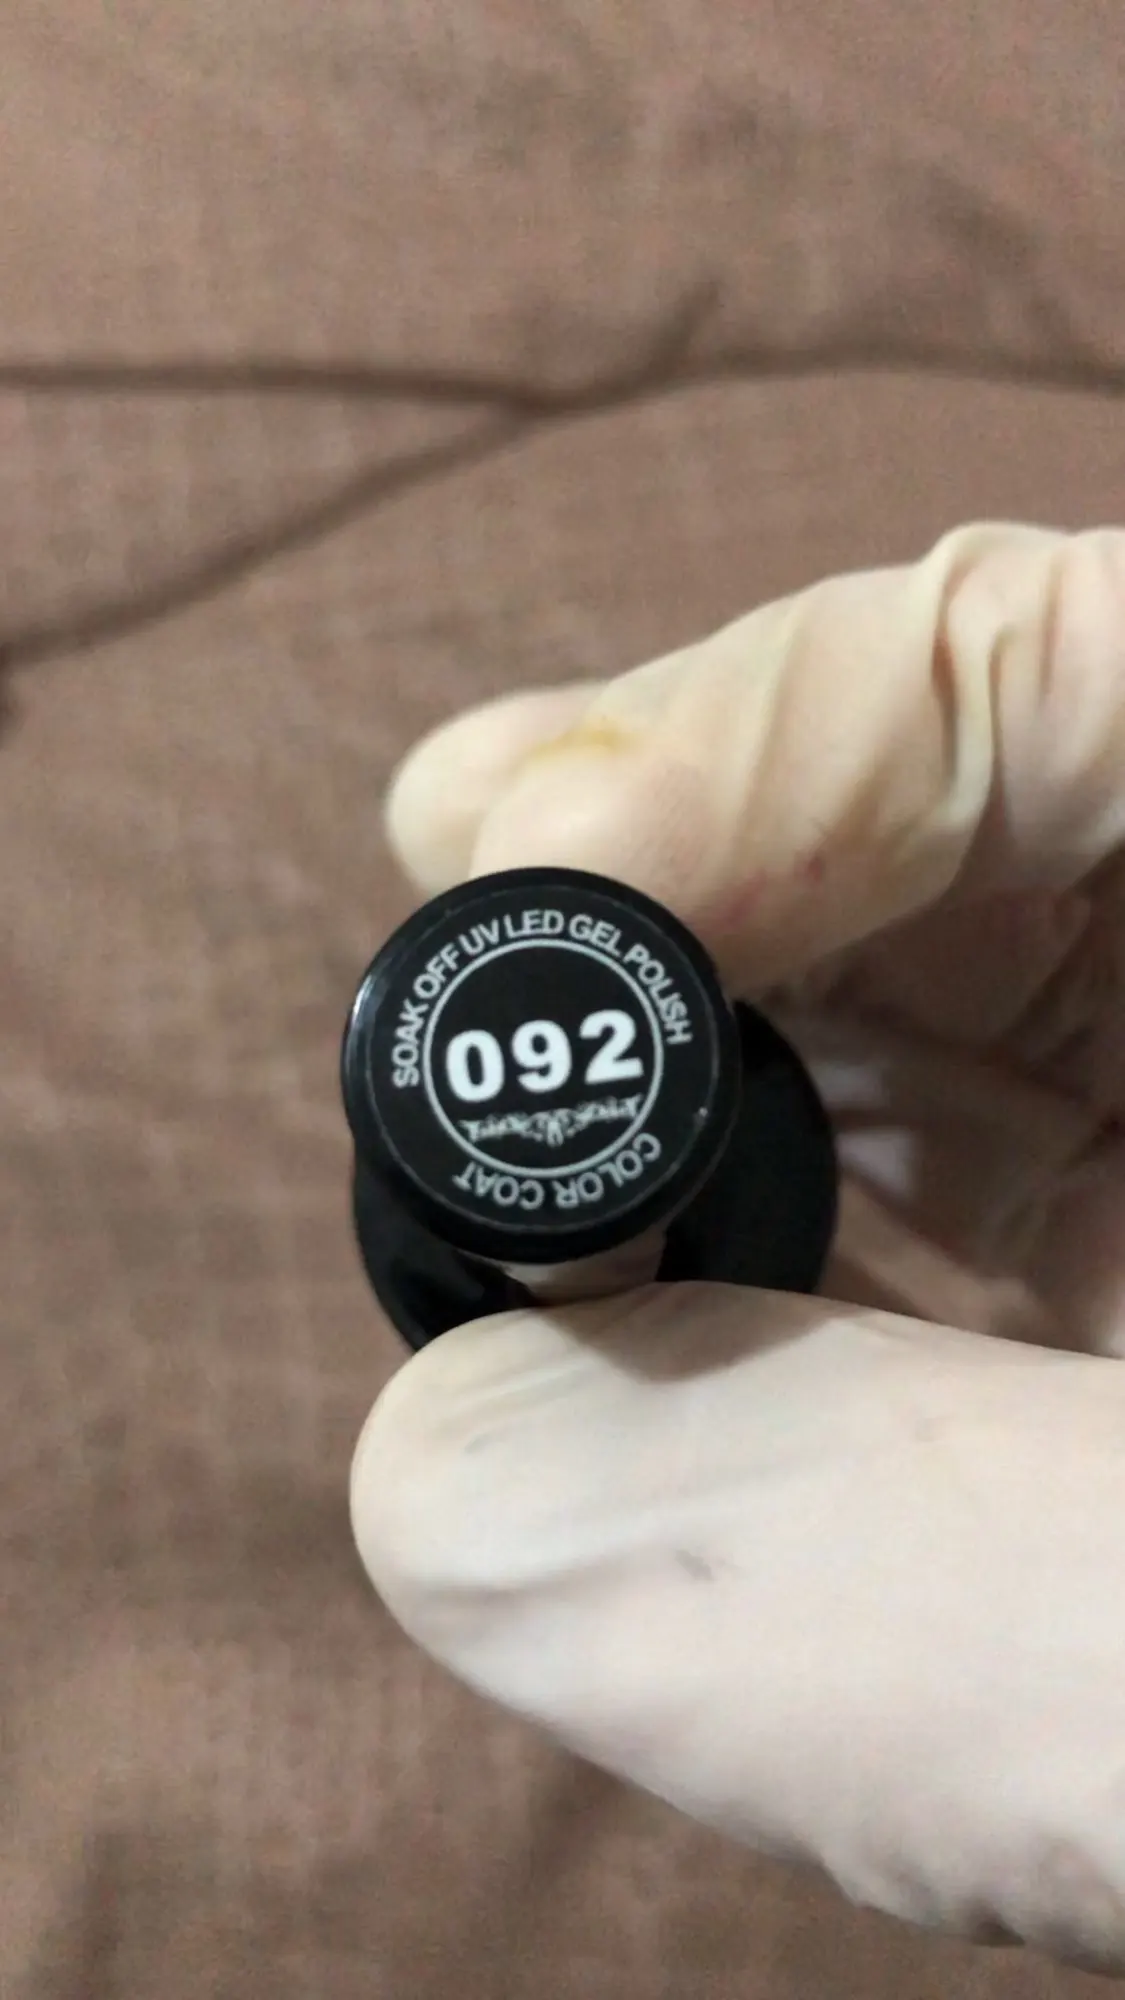 SOAK OFF UV LED GEL POLISH
092
COLOR COAT